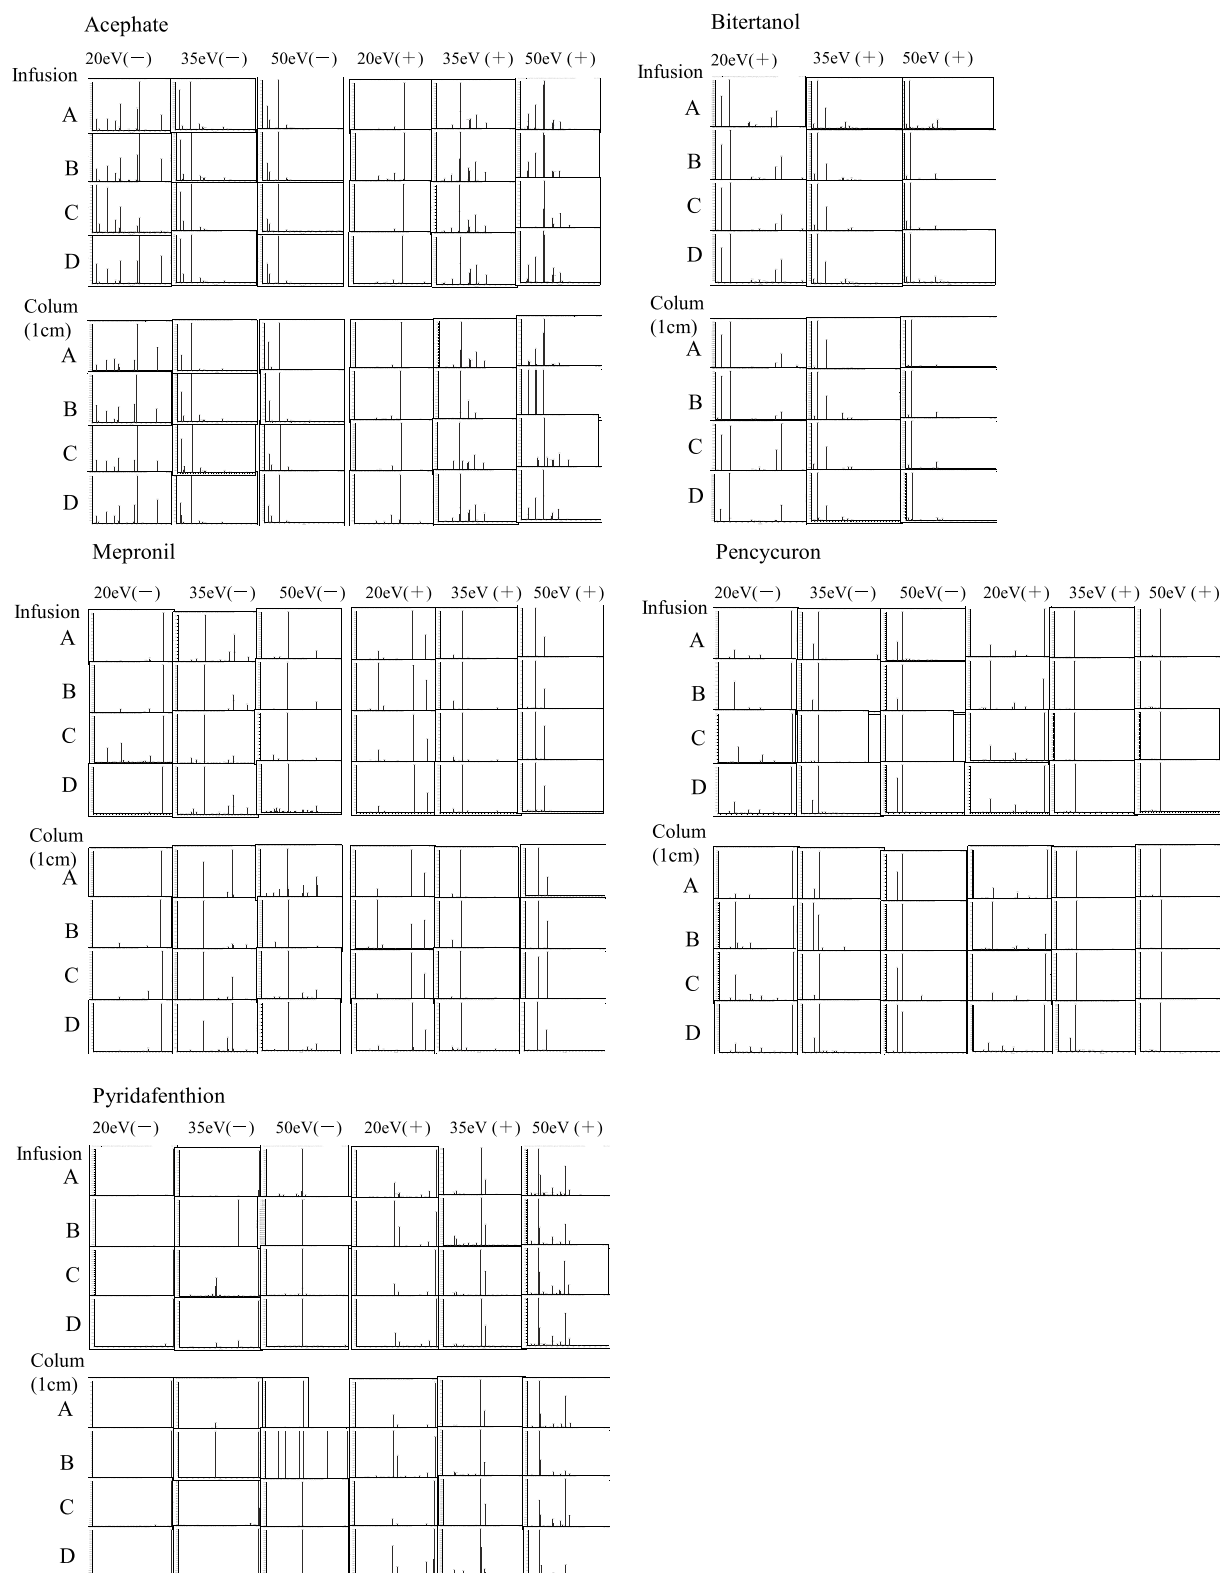 Acephate
20eV(−) 35eV(−) 50eV(−) 20eV(+) 35eV (+) 50eV (+)
Infusion
A
B
C
D
Colum
(1cm)
A
B
C
D
Bitertanol
20eV(+) 35eV (+) 50eV (+)
Infusion
A
B
C
D
Colum
(1cm)
A
B
C
D
Mepronil
20eV(−) 35eV(−) 50eV(−) 20eV(+) 35eV (+) 50eV (+)
Infusion
A
B
C
D
Colum
(1cm)
A
B
C
D
Pencycuron
20eV(−) 35eV(−) 50eV(−) 20eV(+) 35eV (+) 50eV (+)
Infusion
A
B
C
D
Colum
(1cm)
A
B
C
D
Pyridafenthion
20eV(−) 35eV(−) 50eV(−) 20eV(+) 35eV (+) 50eV (+)
Infusion
A
B
C
D
Colum
(1cm)
A
B
C
D